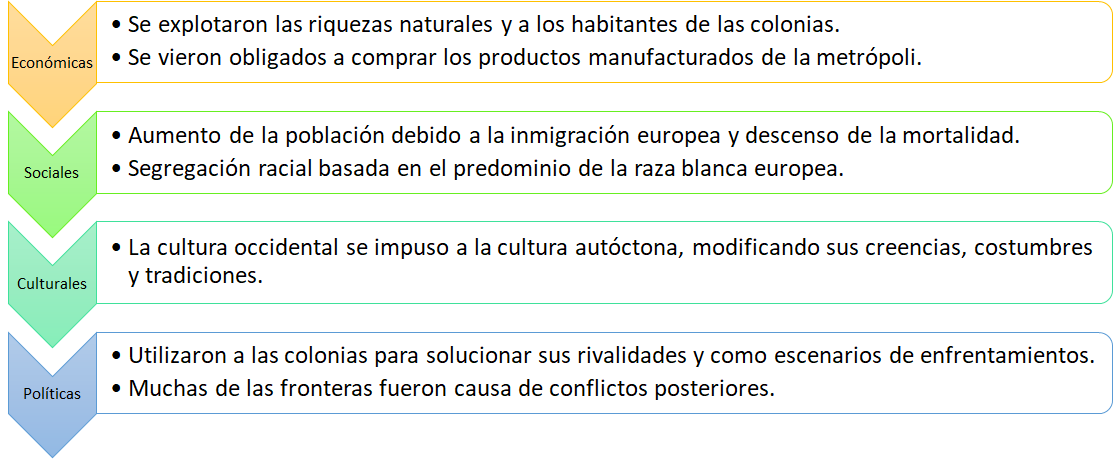 Económicas
• Se explotaron las riquezas naturales y a los habitantes de las colonias.
• Se vieron obligados a comprar los productos manufacturados de la metrópoli.
Sociales
• Aumento de la población debido a la inmigración europea y descenso de la mortalidad.
• Segregación racial basada en el predominio de la raza blanca europea.
Culturales
• La cultura occidental se impuso a la cultura autóctona, modificando sus creencias, costumbres
y tradiciones.
Políticas
• Utilizaron a las colonias para solucionar sus rivalidades y como escenarios de enfrentamientos.
• Muchas de las fronteras fueron causa de conflictos posteriores.